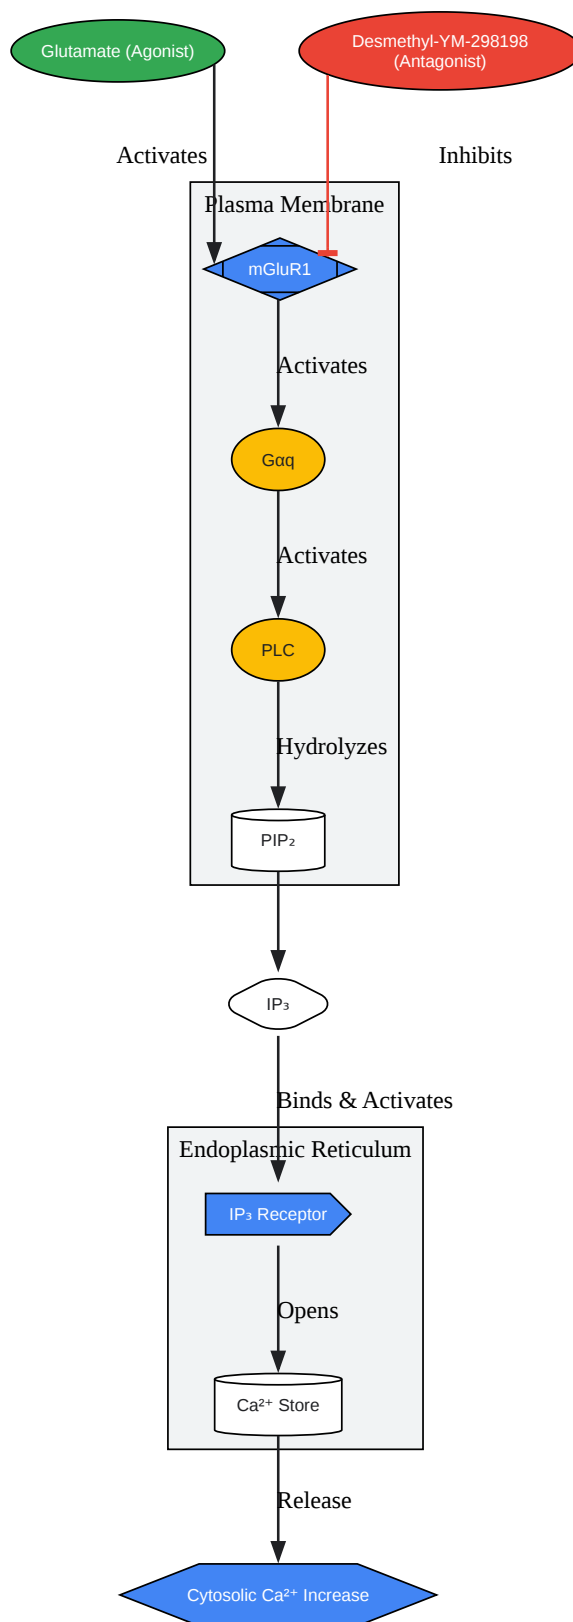 Glutamate (Agonist)
Desmethyl-YM-298198
(Antagonist)
Activates
Inhibits
Plasma Membrane
mGluR1
Activates
Gαq
Activates
PLC
Hydrolyzes
PIP₂
IP₃
Binds & Activates
Endoplasmic Reticulum
IP₃ Receptor
Opens
Ca²⁺ Store
Release
Cytosolic Ca²⁺ Increase